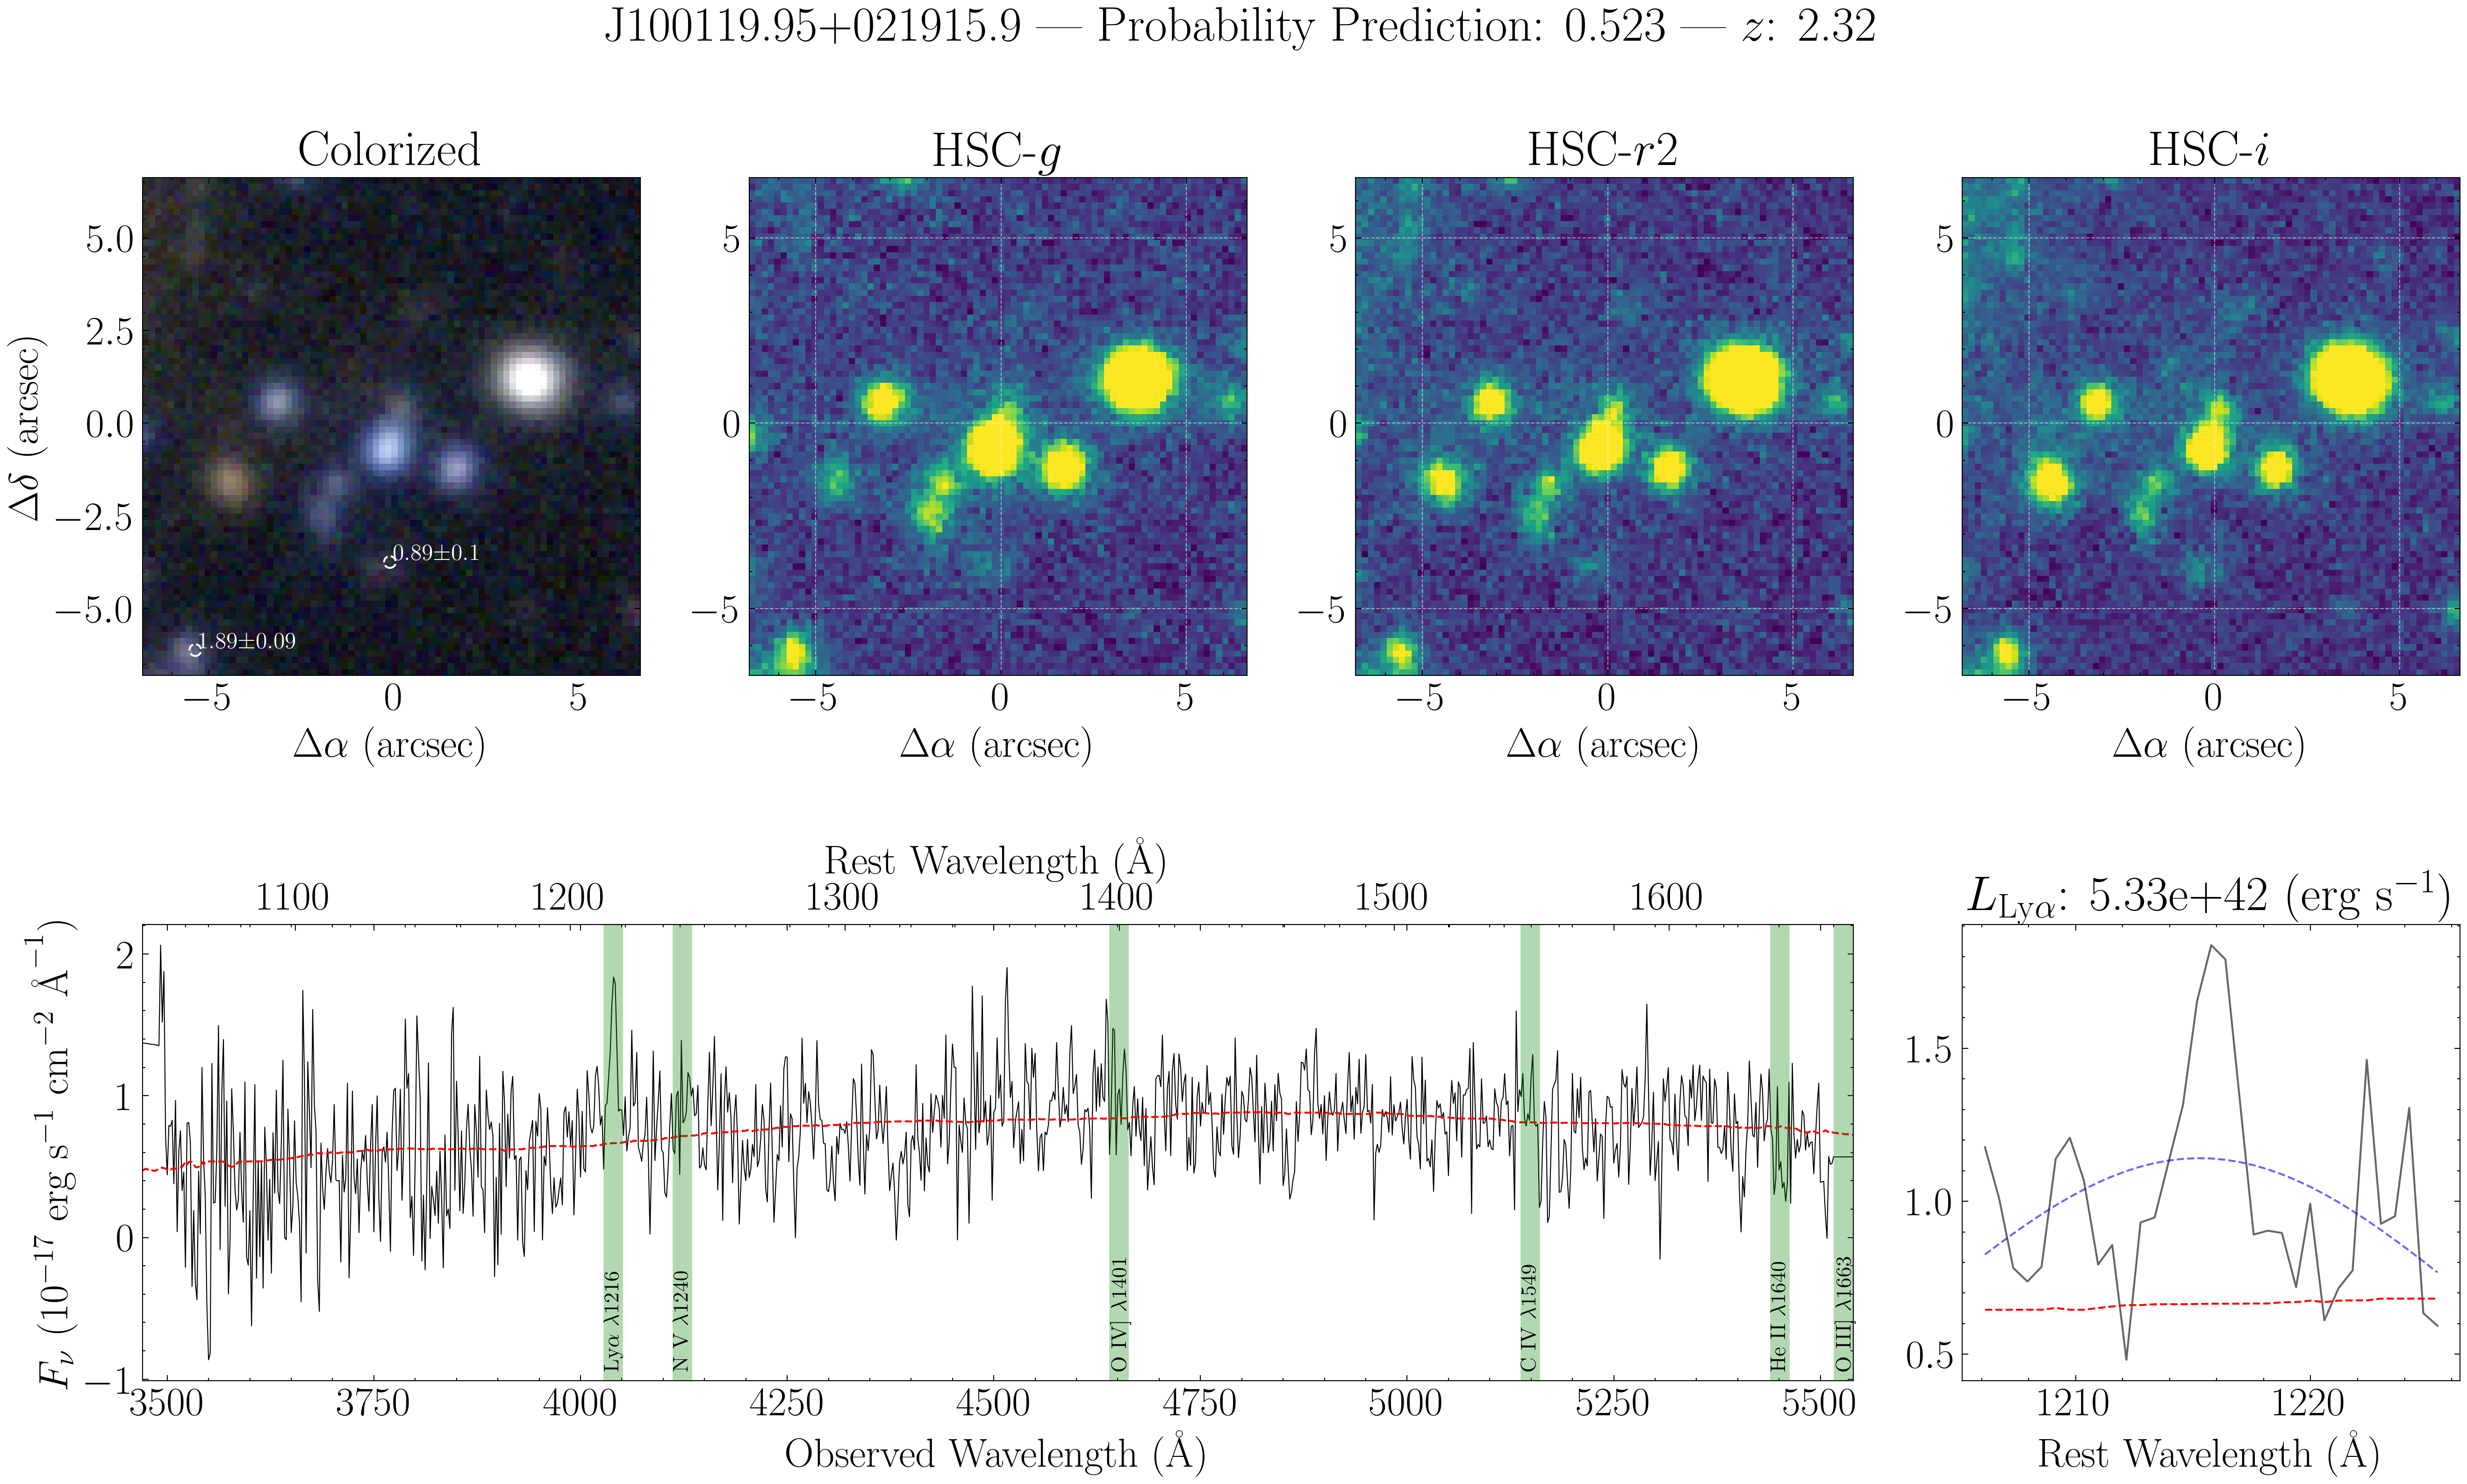 J100119.95+021915.9 — Probability Prediction: 0.523 — z: 2.32
Colorized
HSC-g
HSC-r2
HSC-i
Δδ (arcsec)
5.0
2.5
0.0
−2.5
−5.0
0.89±0.1
1.89±0.09
−5 0 5
Δα (arcsec)
5
0
−5
−5 0 5
Δα (arcsec)
5
0
−5
−5 0 5
Δα (arcsec)
5
0
−5
−5 0 5
Δα (arcsec)
Rest Wavelength (Å)
1100 1200 1300 1400 1500 1600
Fν (10−17 erg s−1 cm−2 Å−1)
2
1
0
−1
Lyα λ1216
N V λ1240
O IV] λ1401
C IV λ1549
He II λ1640
O III] λ1663
3500 3750 4000 4250 4500 4750 5000 5250 5500
Observed Wavelength (Å)
LLyα: 5.33e+42 (erg s−1)
1.5
1.0
0.5
1210 1220
Rest Wavelength (Å)